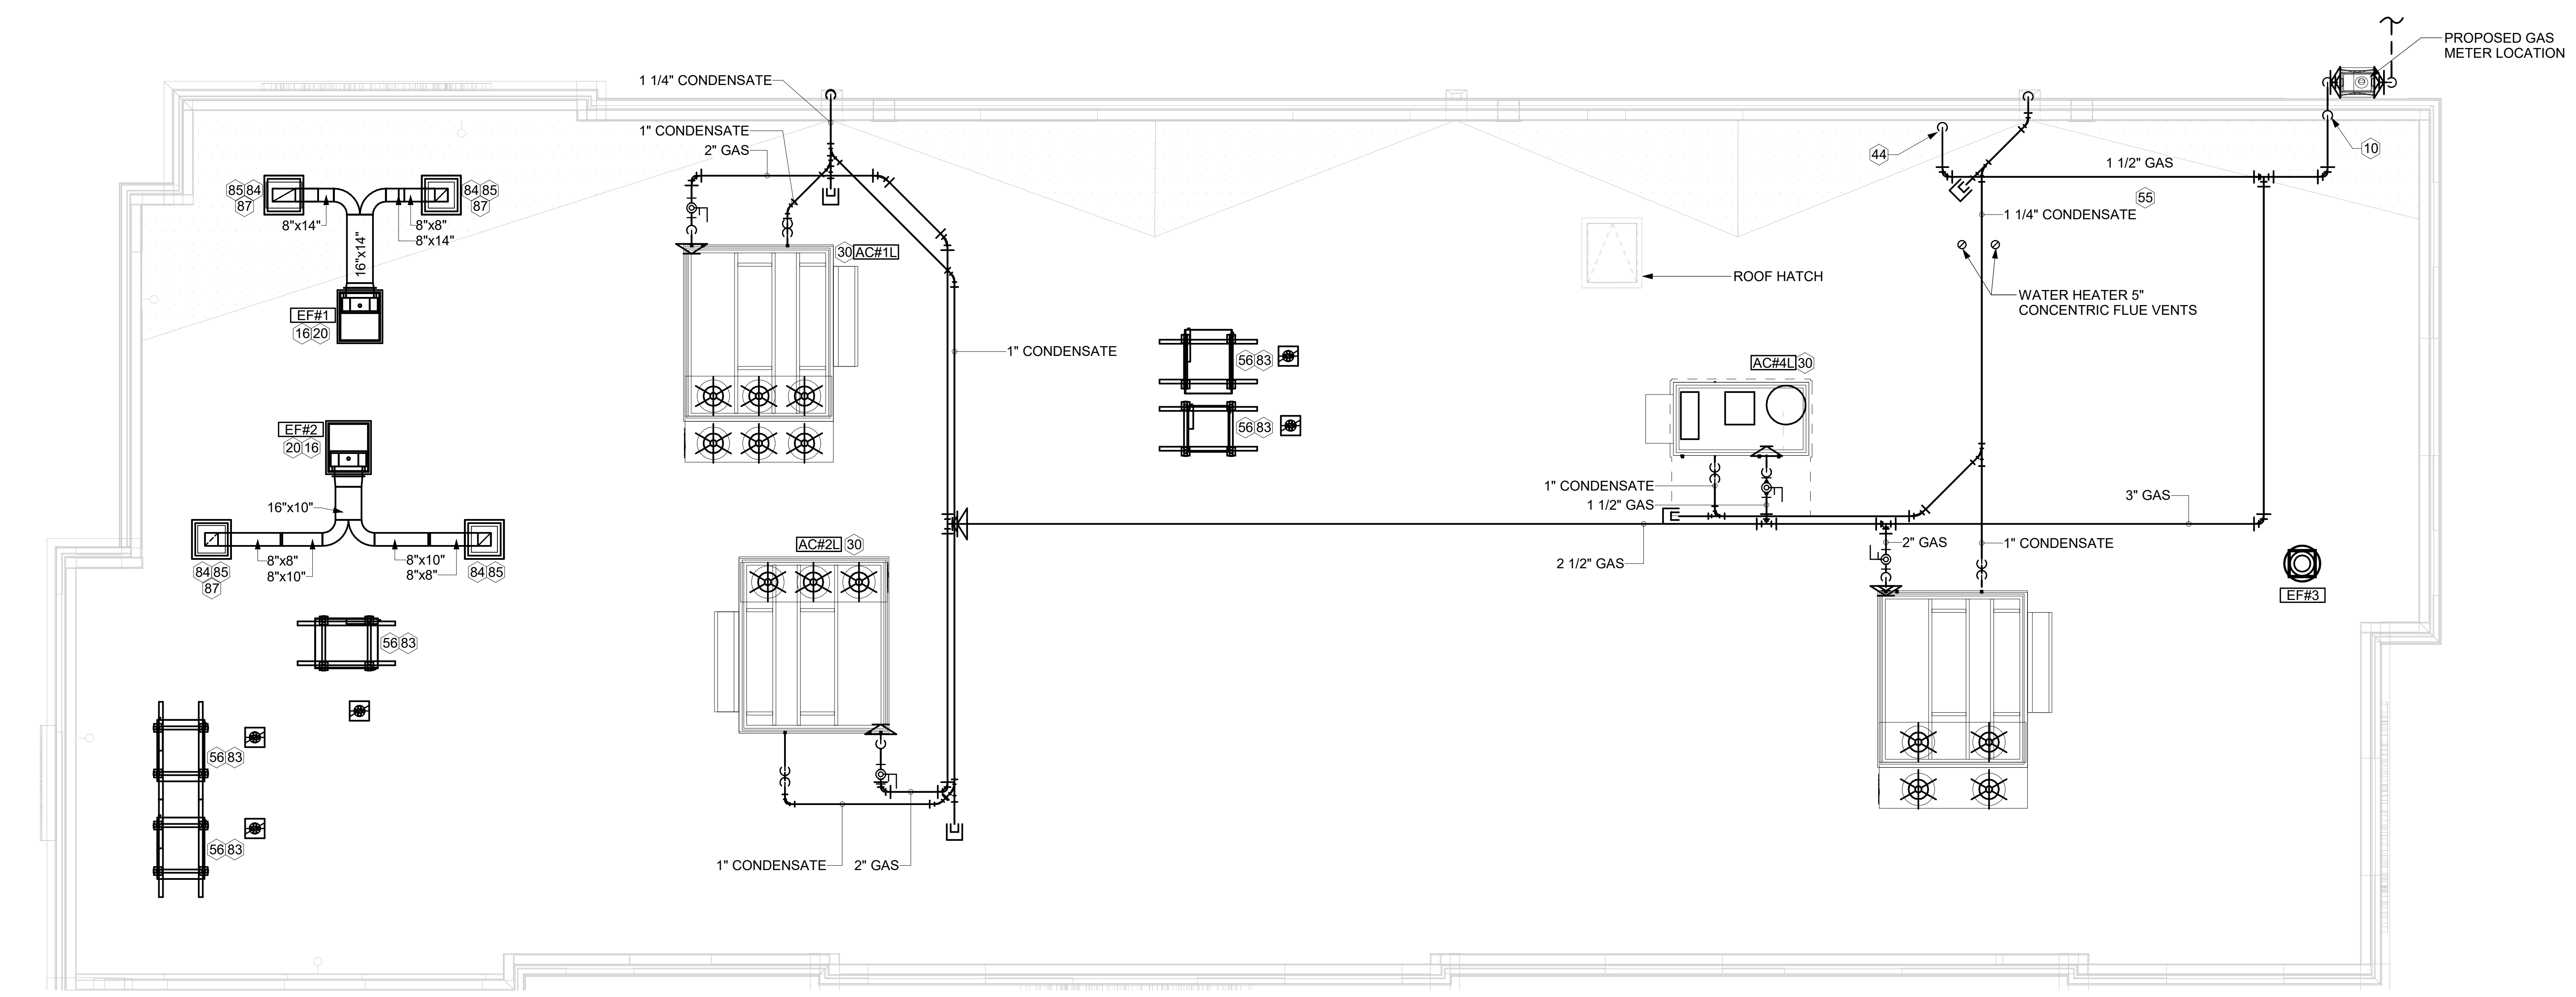 PROPOSED GAS
METER LOCATION
1 1/4" CONDENSATE
1" CONDENSATE
2" GAS
44
10
1 1/2" GAS
55
85 84
87
84 85
87
8"x14"
8"x8"
8"x14"
16"x14"
1 1/4" CONDENSATE
30 AC#1L
ROOF HATCH
WATER HEATER 5"
CONCENTRIC FLUE VENTS
EF#1
16 20
1" CONDENSATE
56 83
AC#4L 30
EF#2
20 16
56 83
1" CONDENSATE
1 1/2" GAS
3" GAS
16"x10"
AC#2L 30
2" GAS
1" CONDENSATE
2 1/2" GAS
8"x8"
8"x10"
8"x10"
8"x8"
84 85
87
84 85
EF#3
56 83
56 83
56 83
1" CONDENSATE
2" GAS